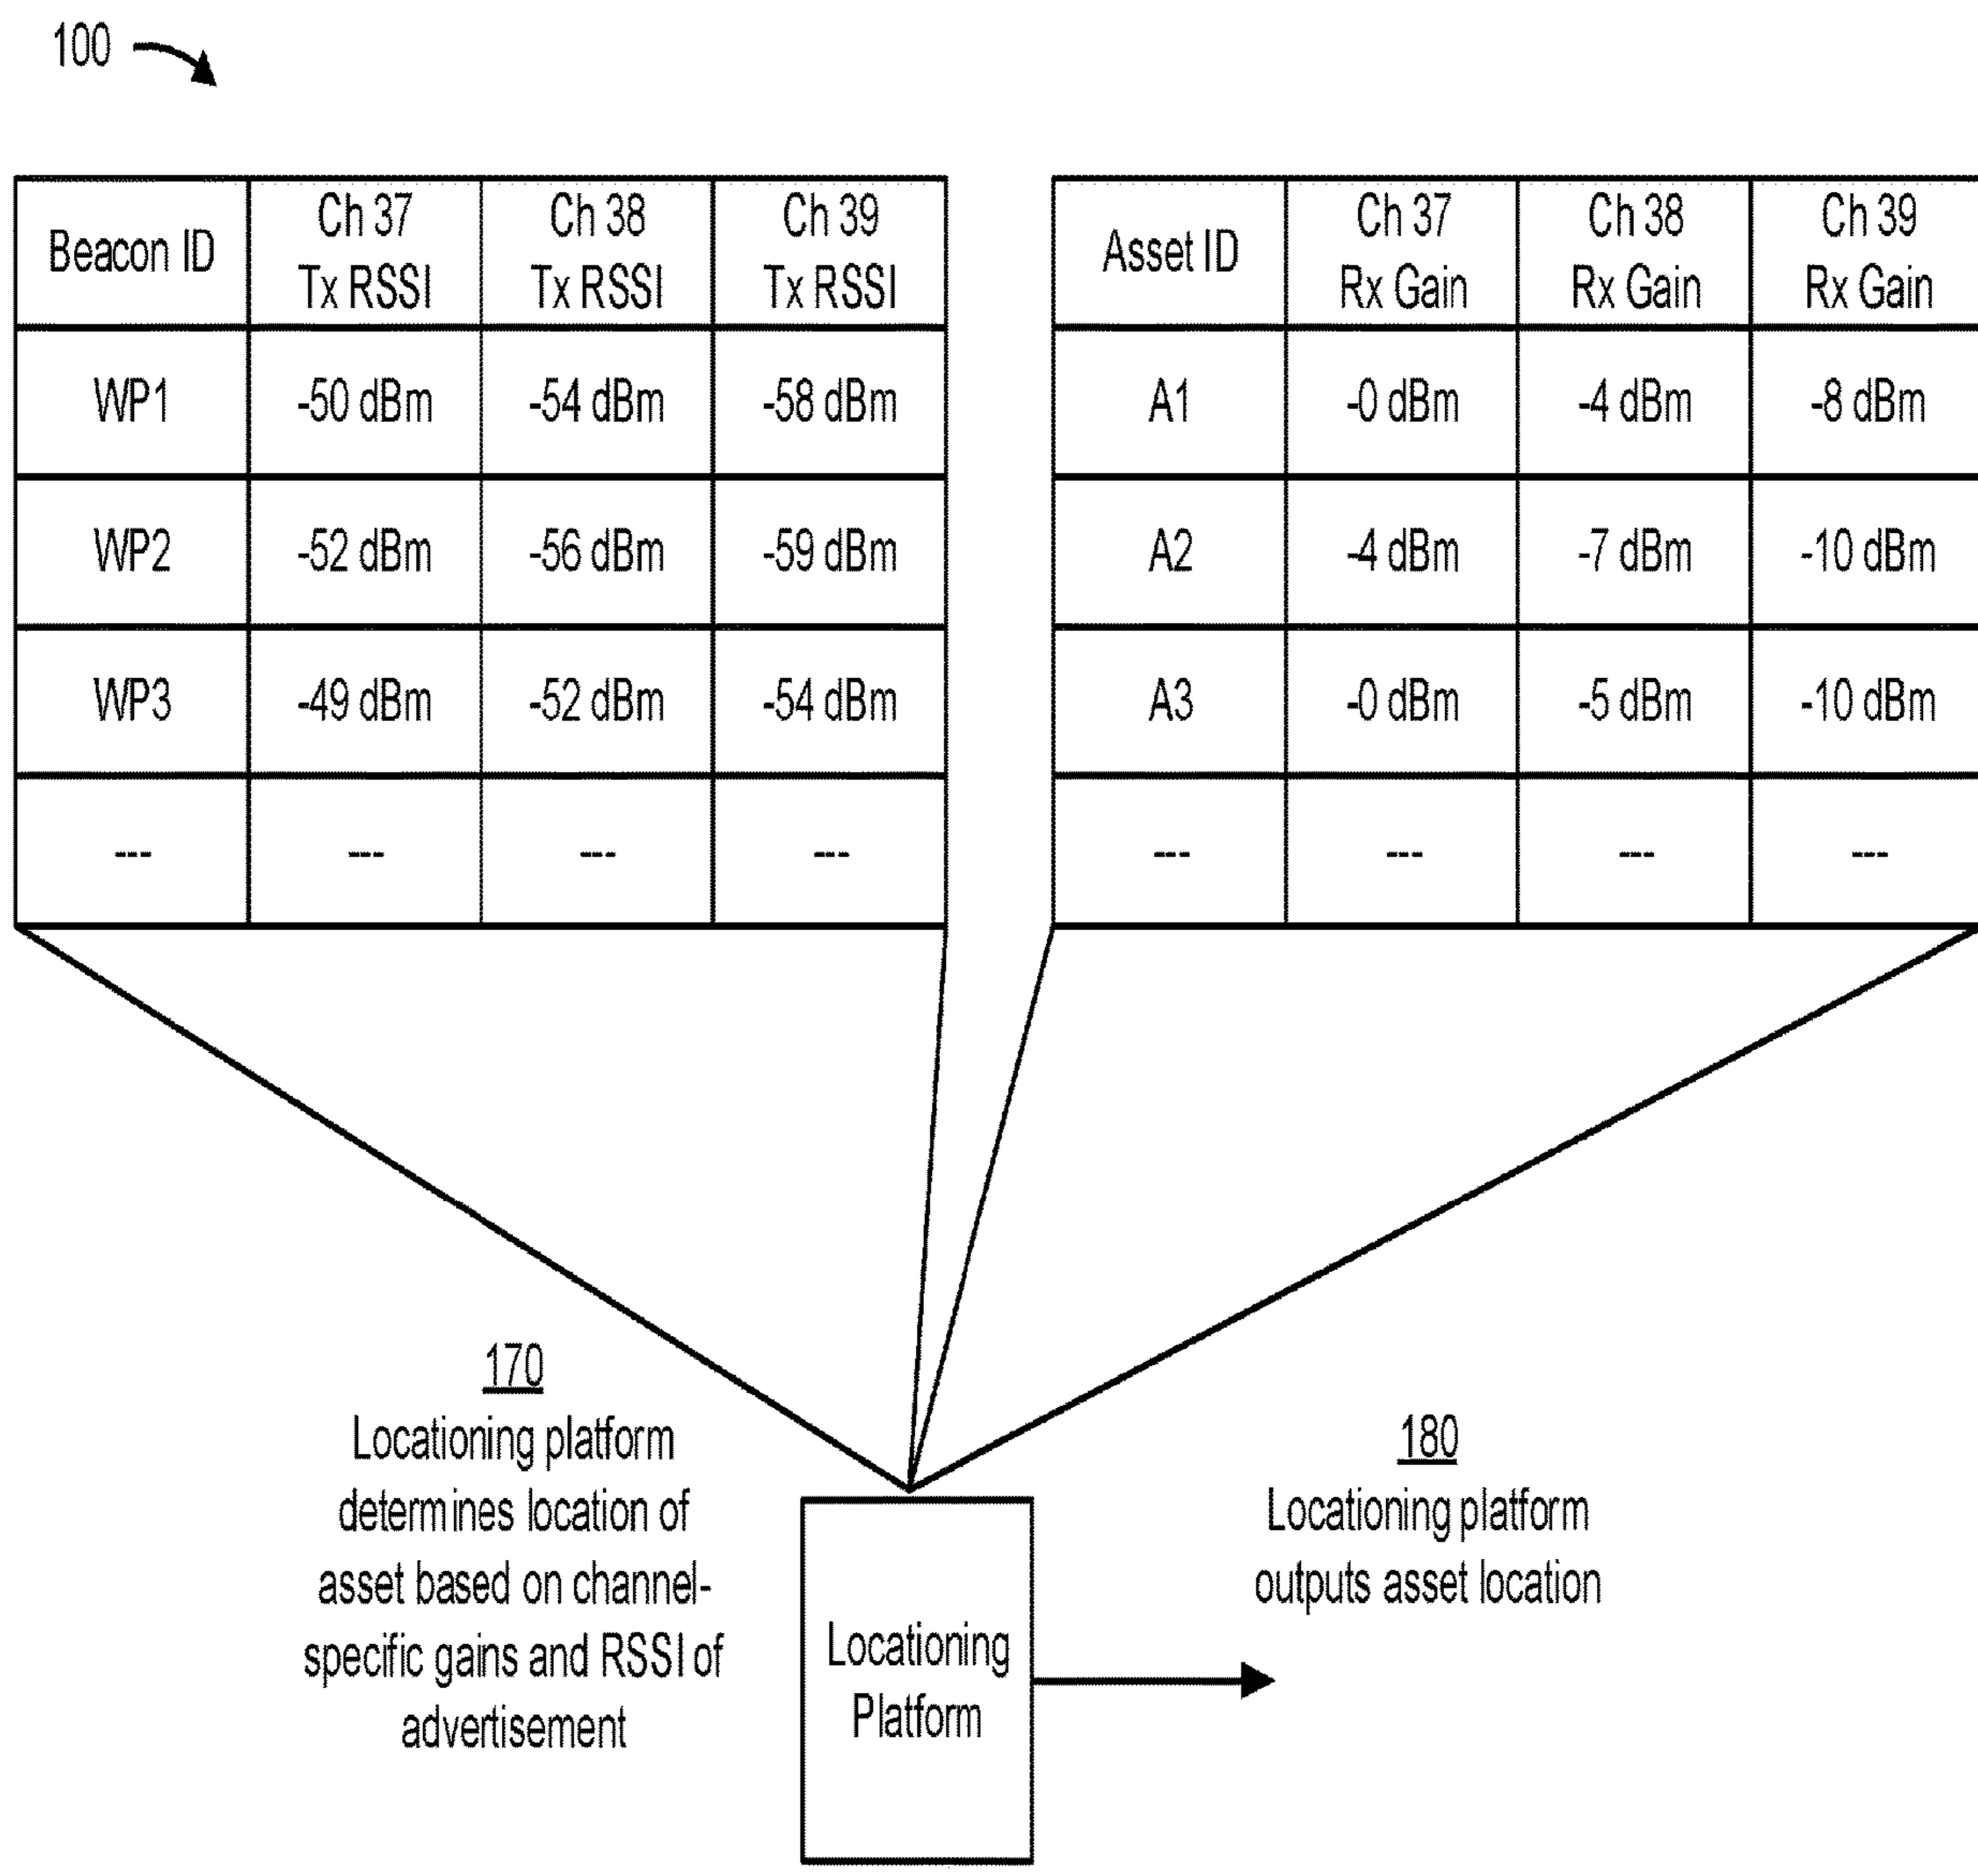 100
Beacon ID
Ch 37
Tx RSSI
Ch 38
Tx RSSI
Ch 39
Tx RSSI
WP1
-50 dBm
-54 dBm
-58 dBm
WP2
-52 dBm
-56 dBm
-59 dBm
WP3
-49 dBm
-52 dBm
-54 dBm
---
---
---
---
Asset ID
Ch 37
Rx Gain
Ch 38
Rx Gain
Ch 39
Rx Gain
A1
-0 dBm
-4 dBm
-8 dBm
A2
-4 dBm
-7 dBm
-10 dBm
A3
-0 dBm
-5 dBm
-10 dBm
---
---
---
---
170
Locationing platform
determines location of
asset based on channel-
specific gains and RSSI of
advertisement
Locationing
Platform
180
Locationing platform
outputs asset location